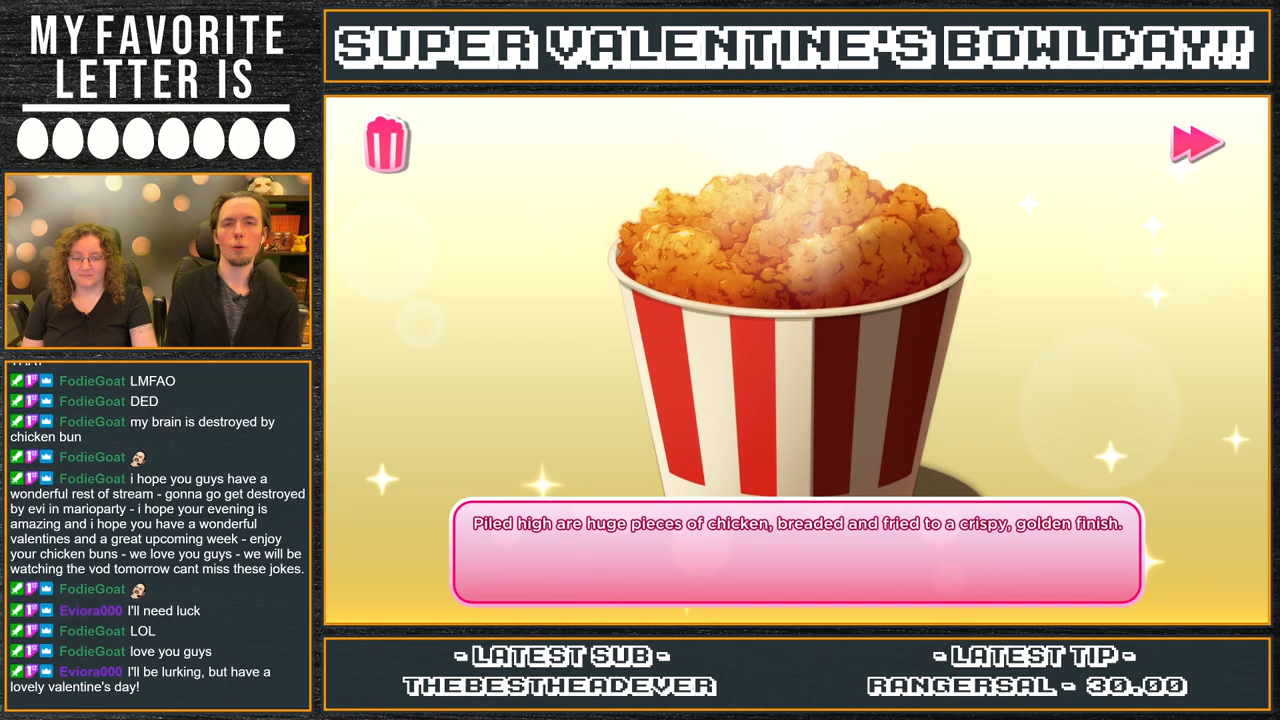 MY FAVORITE
LETTER IS
SUPER VALENTINE'S BOWLDAY!!
FodieGoat LMFAO
FodieGoat DED
FodieGoat my brain is destroyed by
chicken bun
FodieGoat
FodieGoat i hope you guys have a
wonderful rest of stream - gonna go get destroyed
by evi in marioparty - i hope your evening is
amazing and i hope you have a wonderful
valentines and a great upcoming week - enjoy
your chicken buns - we love you guys - we will be
watching the vod tomorrow cant miss these jokes.
FodieGoat
Eviora000 I'll need luck
FodieGoat LOL
FodieGoat love you guys
Eviora000 I'll be lurking, but have a
lovely valentine's day!
Piled high are huge pieces of chicken, breaded and fried to a crispy, golden finish.
- LATEST SUB -
THEBESTHEADEVER
- LATEST TIP -
RANGERSAL - 30.00